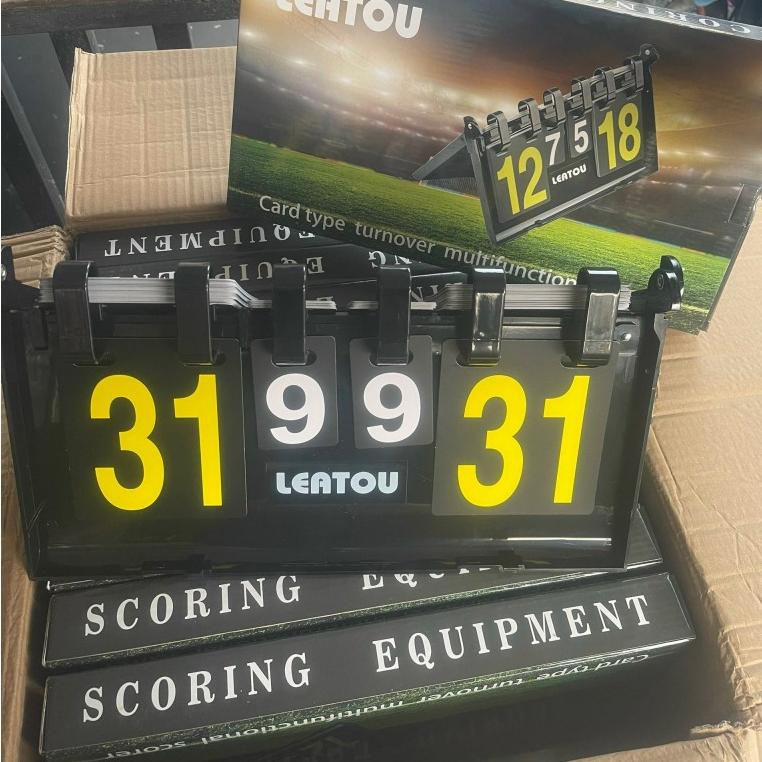 LEATOU
12 7 5 18
LEATOU
Card type turnover multifunction
EQUIPMENT
EQUIPMENT
31 9 9 31
LEATOU
SCORING
SCORING EQUIPMENT
Card type turnover multifunctional scorer